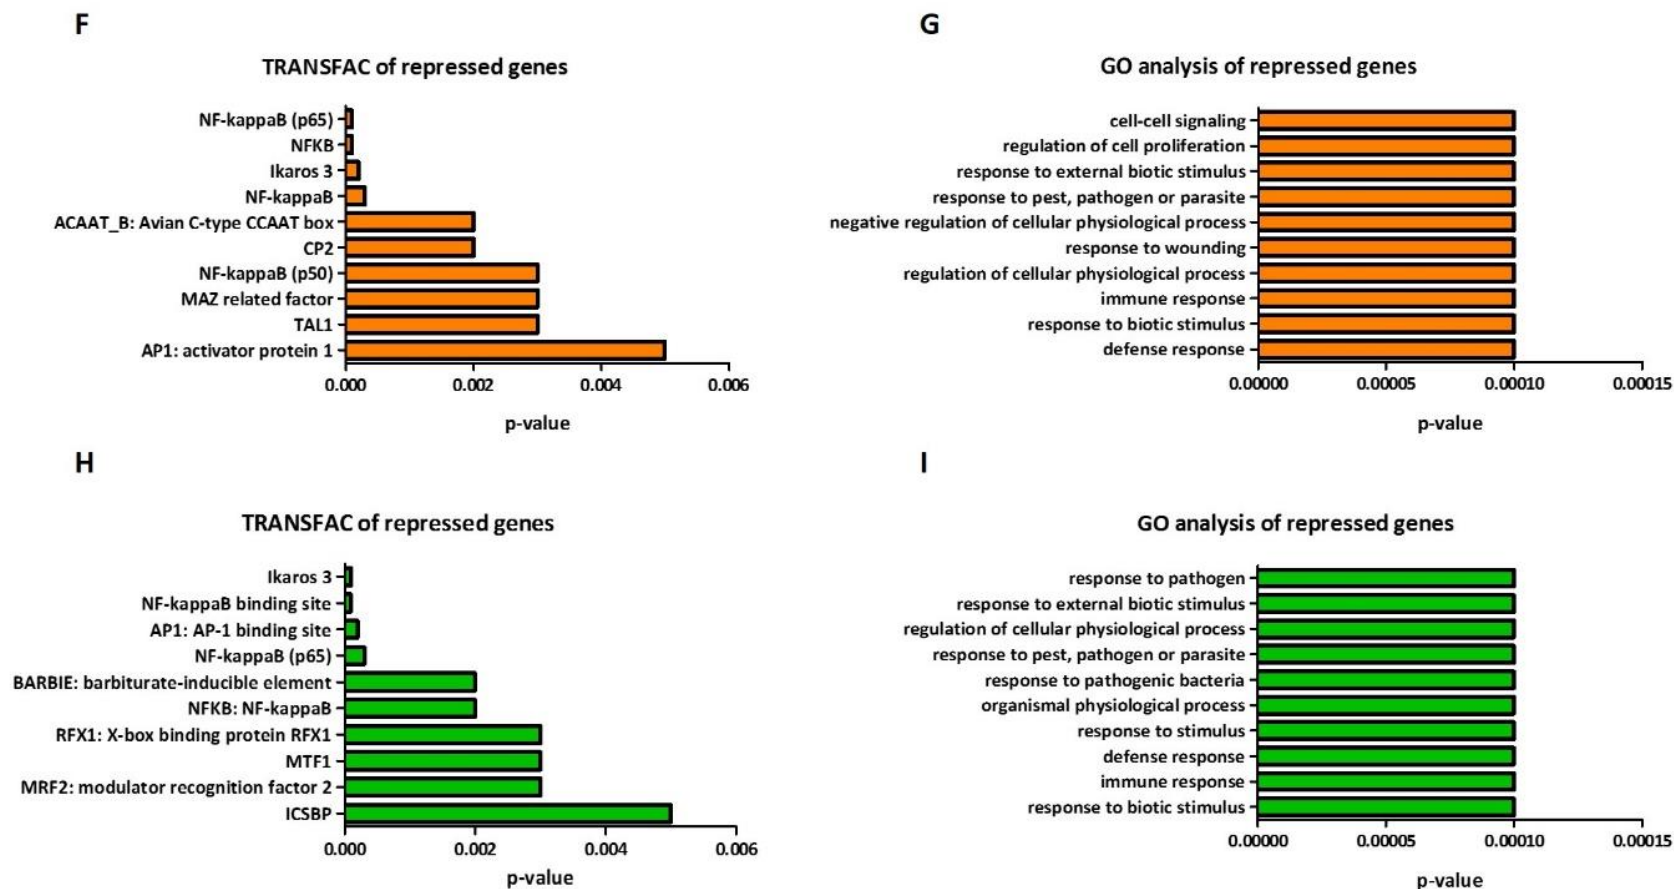 F
TRANSFAC of repressed genes
NF-kappaB (p65)
NFKB
Ikaros 3
NF-kappaB
ACAAT_B: Avian C-type CCAAT box
CP2
NF-kappaB (p50)
MAZ related factor
TAL1
AP1: activator protein 1
0.000 0.002 0.004 0.006
p-value
G
GO analysis of repressed genes
cell-cell signaling
regulation of cell proliferation
response to external biotic stimulus
response to pest, pathogen or parasite
negative regulation of cellular physiological process
response to wounding
regulation of cellular physiological process
immune response
response to biotic stimulus
defense response
0.00000 0.00005 0.00010 0.00015
p-value
H
TRANSFAC of repressed genes
Ikaros 3
NF-kappaB binding site
AP1: AP-1 binding site
NF-kappaB (p65)
BARBIE: barbiturate-inducible element
NFKB: NF-kappaB
RFX1: X-box binding protein RFX1
MTF1
MRF2: modulator recognition factor 2
ICSBP
0.000 0.002 0.004 0.006
p-value
I
GO analysis of repressed genes
response to pathogen
response to external biotic stimulus
regulation of cellular physiological process
response to pest, pathogen or parasite
response to pathogenic bacteria
organismal physiological process
response to stimulus
defense response
immune response
response to biotic stimulus
0.00000 0.00005 0.00010 0.00015
p-value